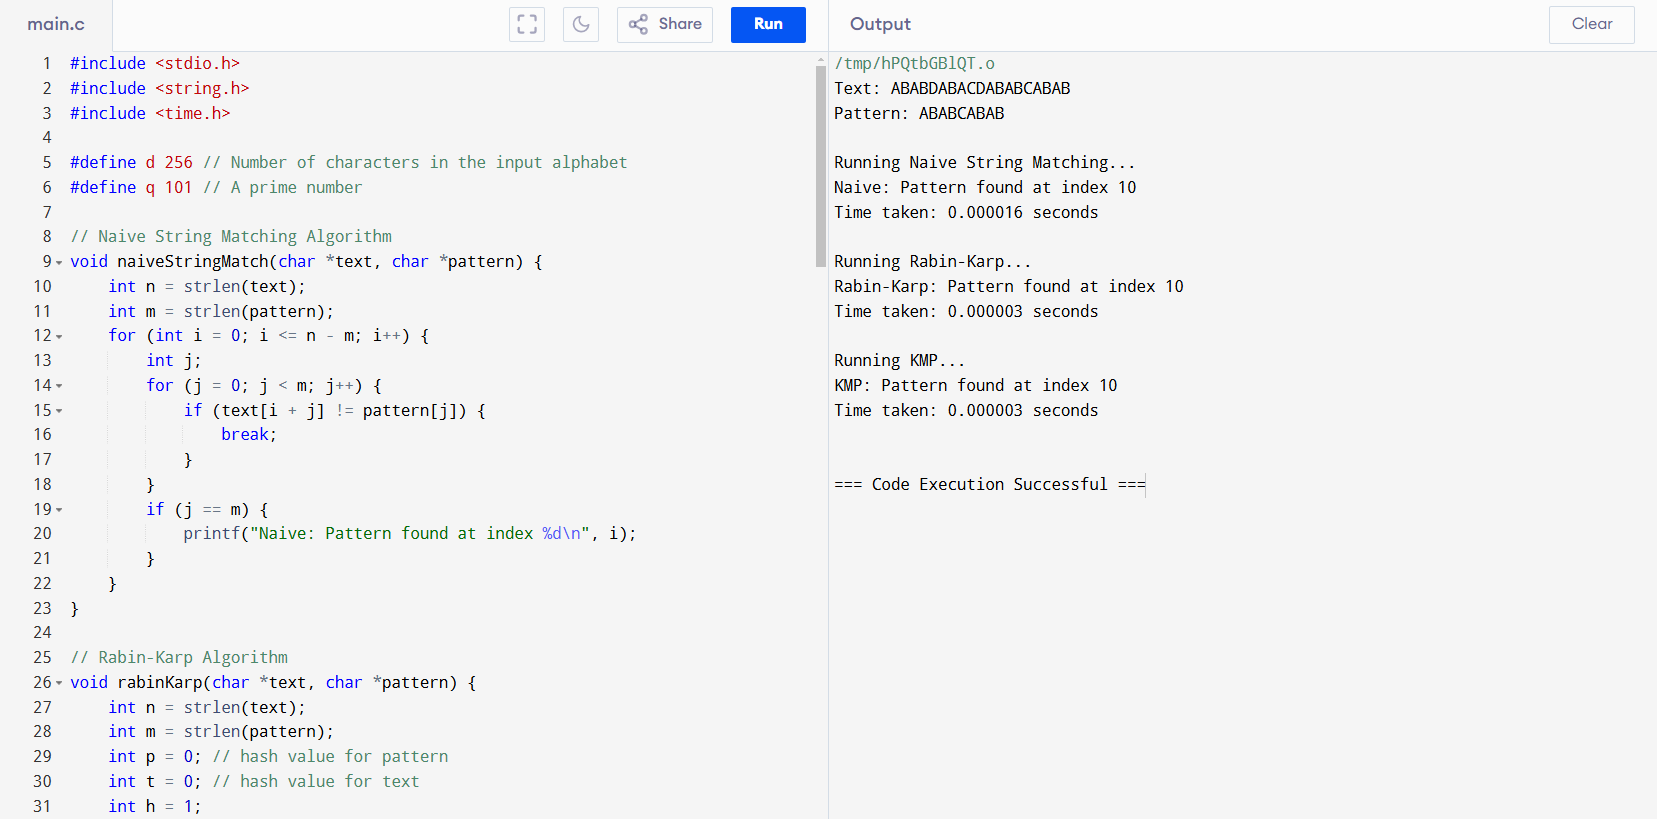 main.c
Share
Run
Output
Clear
1 #include <stdio.h>
2 #include <string.h>
3 #include <time.h>
4
5 #define d 256 // Number of characters in the input alphabet
6 #define q 101 // A prime number
7
8 // Naive String Matching Algorithm
9 void naiveStringMatch(char *text, char *pattern) {
10     int n = strlen(text);
11     int m = strlen(pattern);
12     for (int i = 0; i <= n - m; i++) {
13         int j;
14         for (j = 0; j < m; j++) {
15             if (text[i + j] != pattern[j]) {
16                 break;
17             }
18         }
19         if (j == m) {
20             printf("Naive: Pattern found at index %d\n", i);
21         }
22     }
23 }
24
25 // Rabin-Karp Algorithm
26 void rabinKarp(char *text, char *pattern) {
27     int n = strlen(text);
28     int m = strlen(pattern);
29     int p = 0; // hash value for pattern
30     int t = 0; // hash value for text
31     int h = 1;
/tmp/hPQtbGBlQT.o
Text: ABABDABACDABABCABAB
Pattern: ABABCABAB

Running Naive String Matching...
Naive: Pattern found at index 10
Time taken: 0.000016 seconds

Running Rabin-Karp...
Rabin-Karp: Pattern found at index 10
Time taken: 0.000003 seconds

Running KMP...
KMP: Pattern found at index 10
Time taken: 0.000003 seconds

=== Code Execution Successful ===